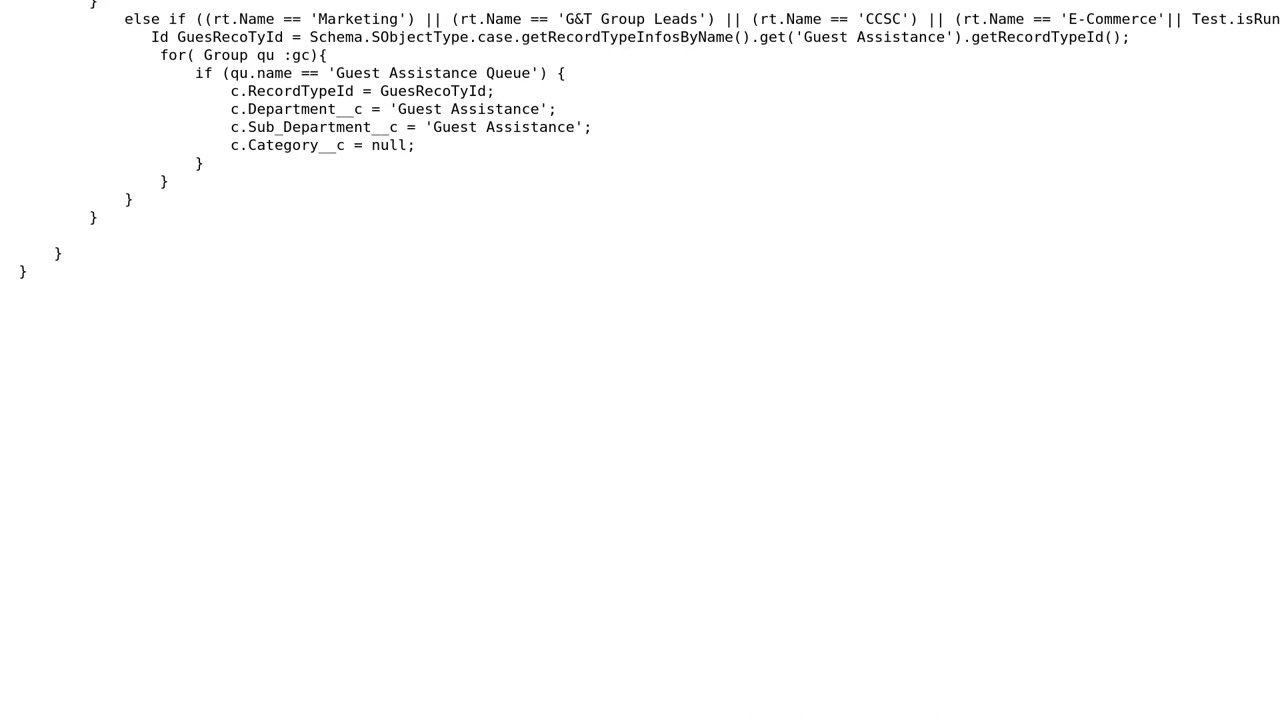 }
else if ((rt.Name == 'Marketing') || (rt.Name == 'G&T Group Leads') || (rt.Name == 'CCSC') || (rt.Name == 'E-Commerce'|| Test.isRun
Id GuesRecoTyId = Schema.SObjectType.case.getRecordTypeInfosByName().get('Guest Assistance').getRecordTypeId();
for( Group qu :gc){
if (qu.name == 'Guest Assistance Queue') {
c.RecordTypeId = GuesRecoTyId;
c.Department__c = 'Guest Assistance';
c.Sub_Department__c = 'Guest Assistance';
c.Category__c = null;
}
}
}
}
}
}